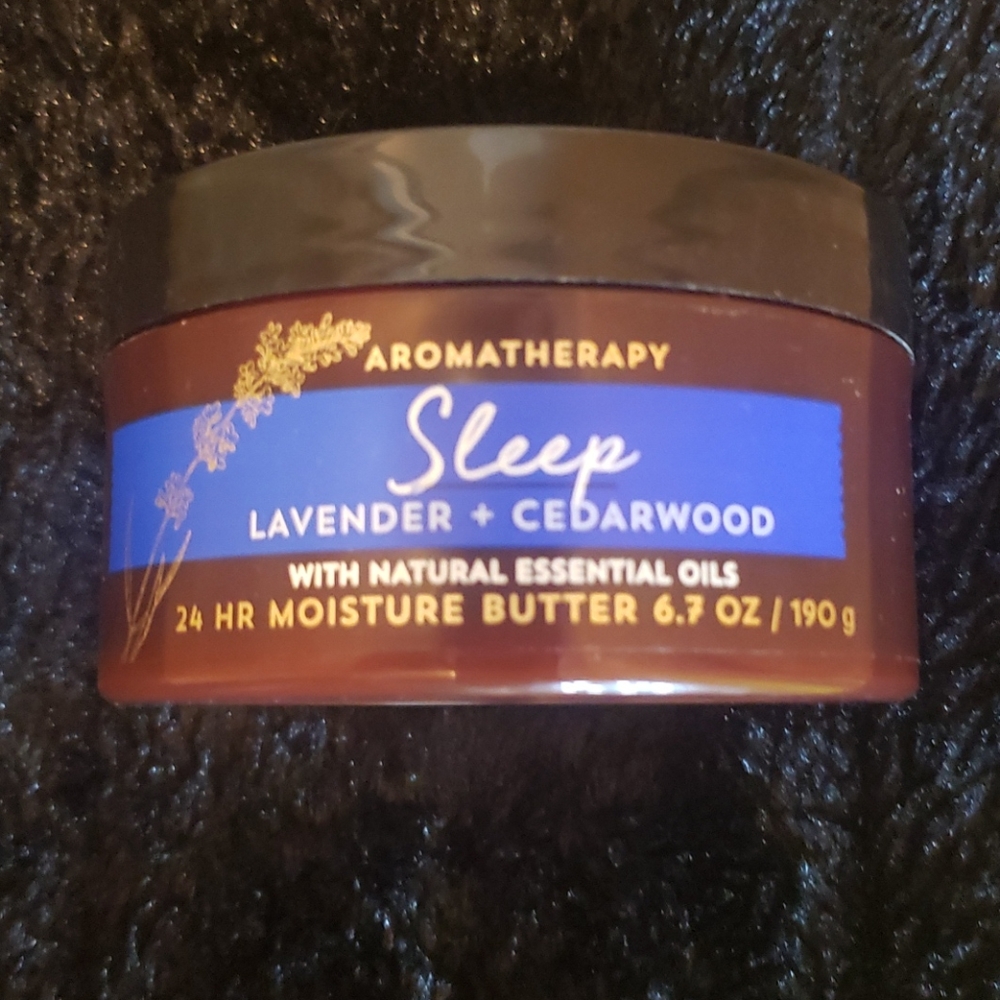 AROMATHERAPY
Sleep
LAVENDER + CEDARWOOD
WITH NATURAL ESSENTIAL OILS
24 HR MOISTURE BUTTER 6.7 OZ / 190 g